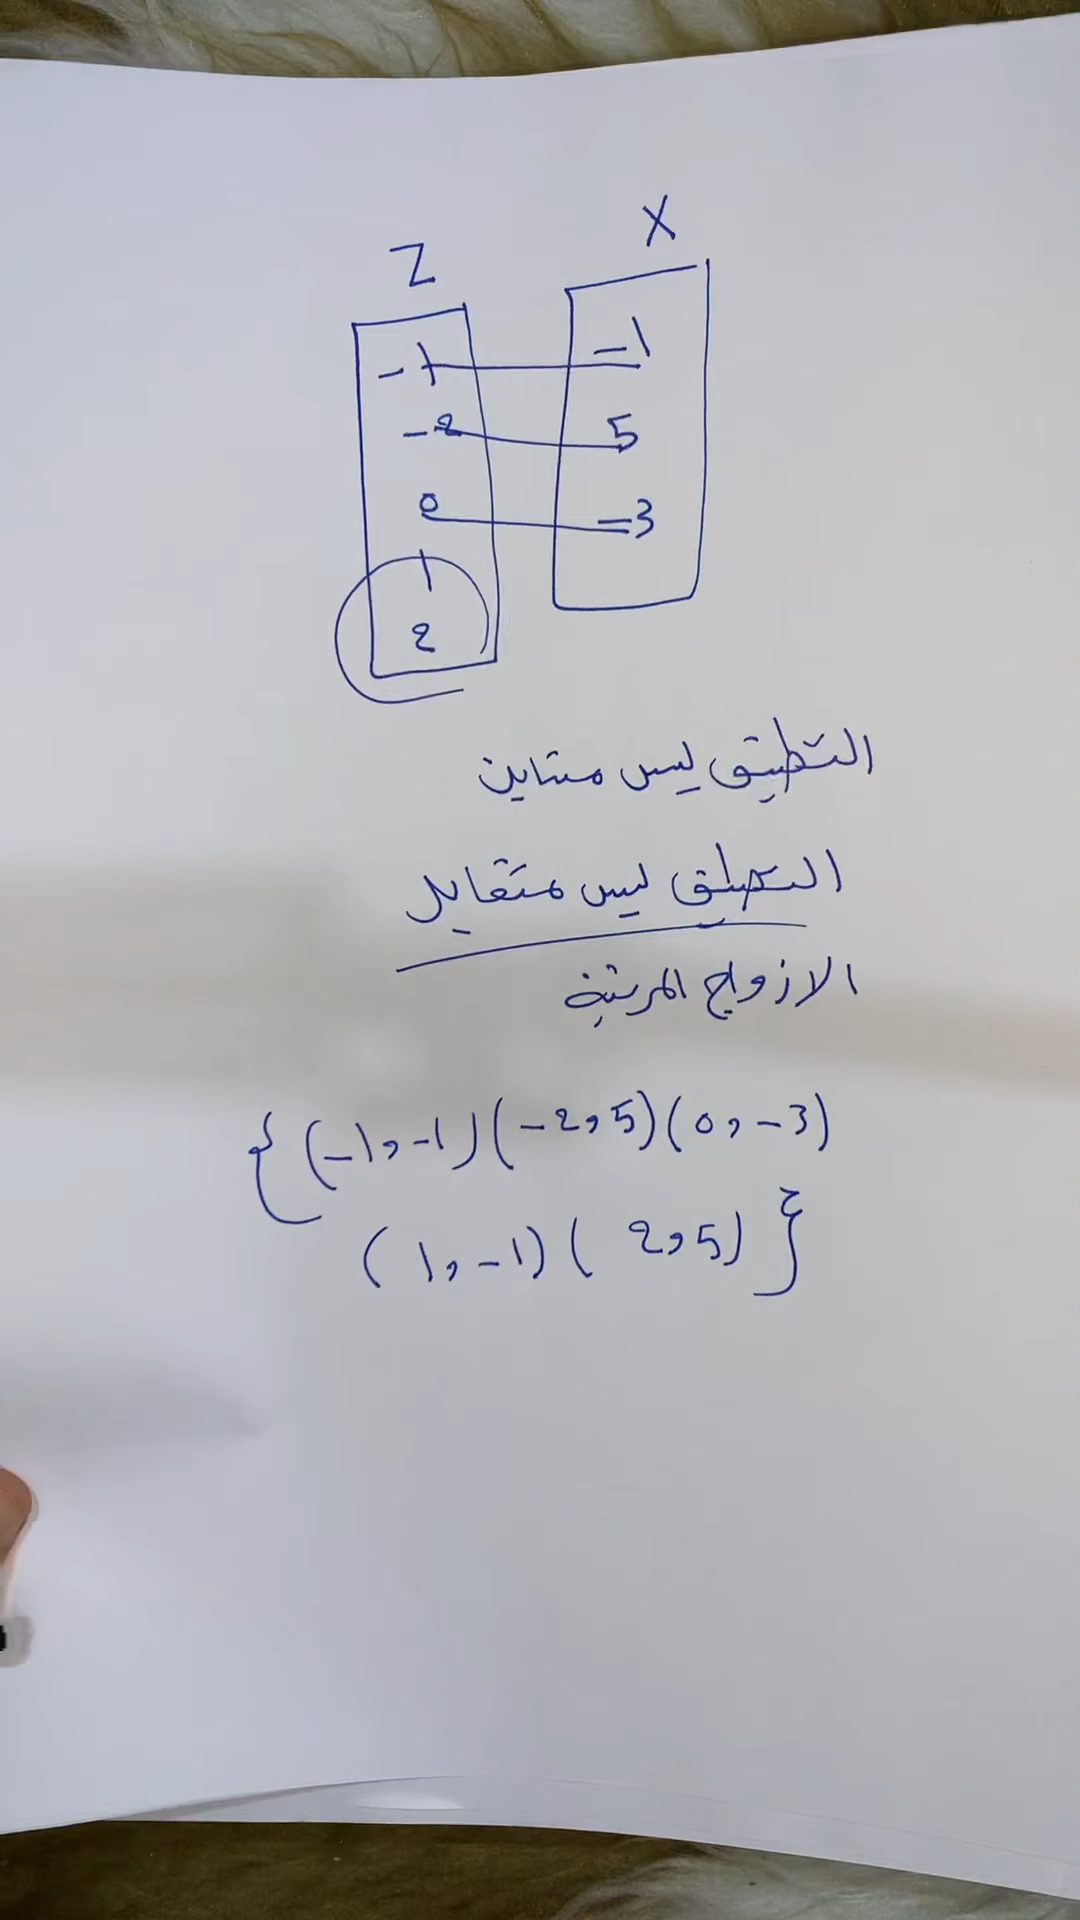 Z X
-1 -1
-2 5
0 -3
1
2
التطبيق ليس متباين
التطبيق ليس متقابل
الازواج المرتبة
{(-1,-1)(-2,5)(0,-3)
(1,-1)(2,5)}